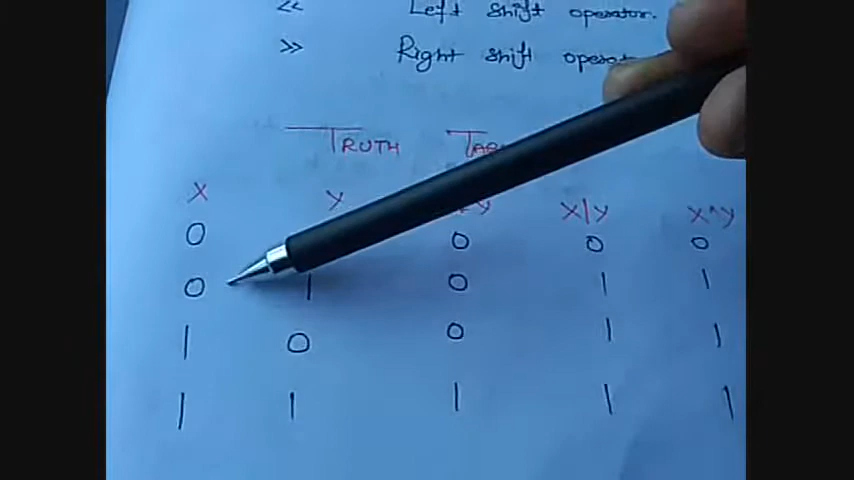 << Left shift operator.
>> Right shift
TRUTH
X Y X|Y X^Y
0 0 0 0
0 1 0 1 1
1 0 0 1 1
1 1 1 1 1